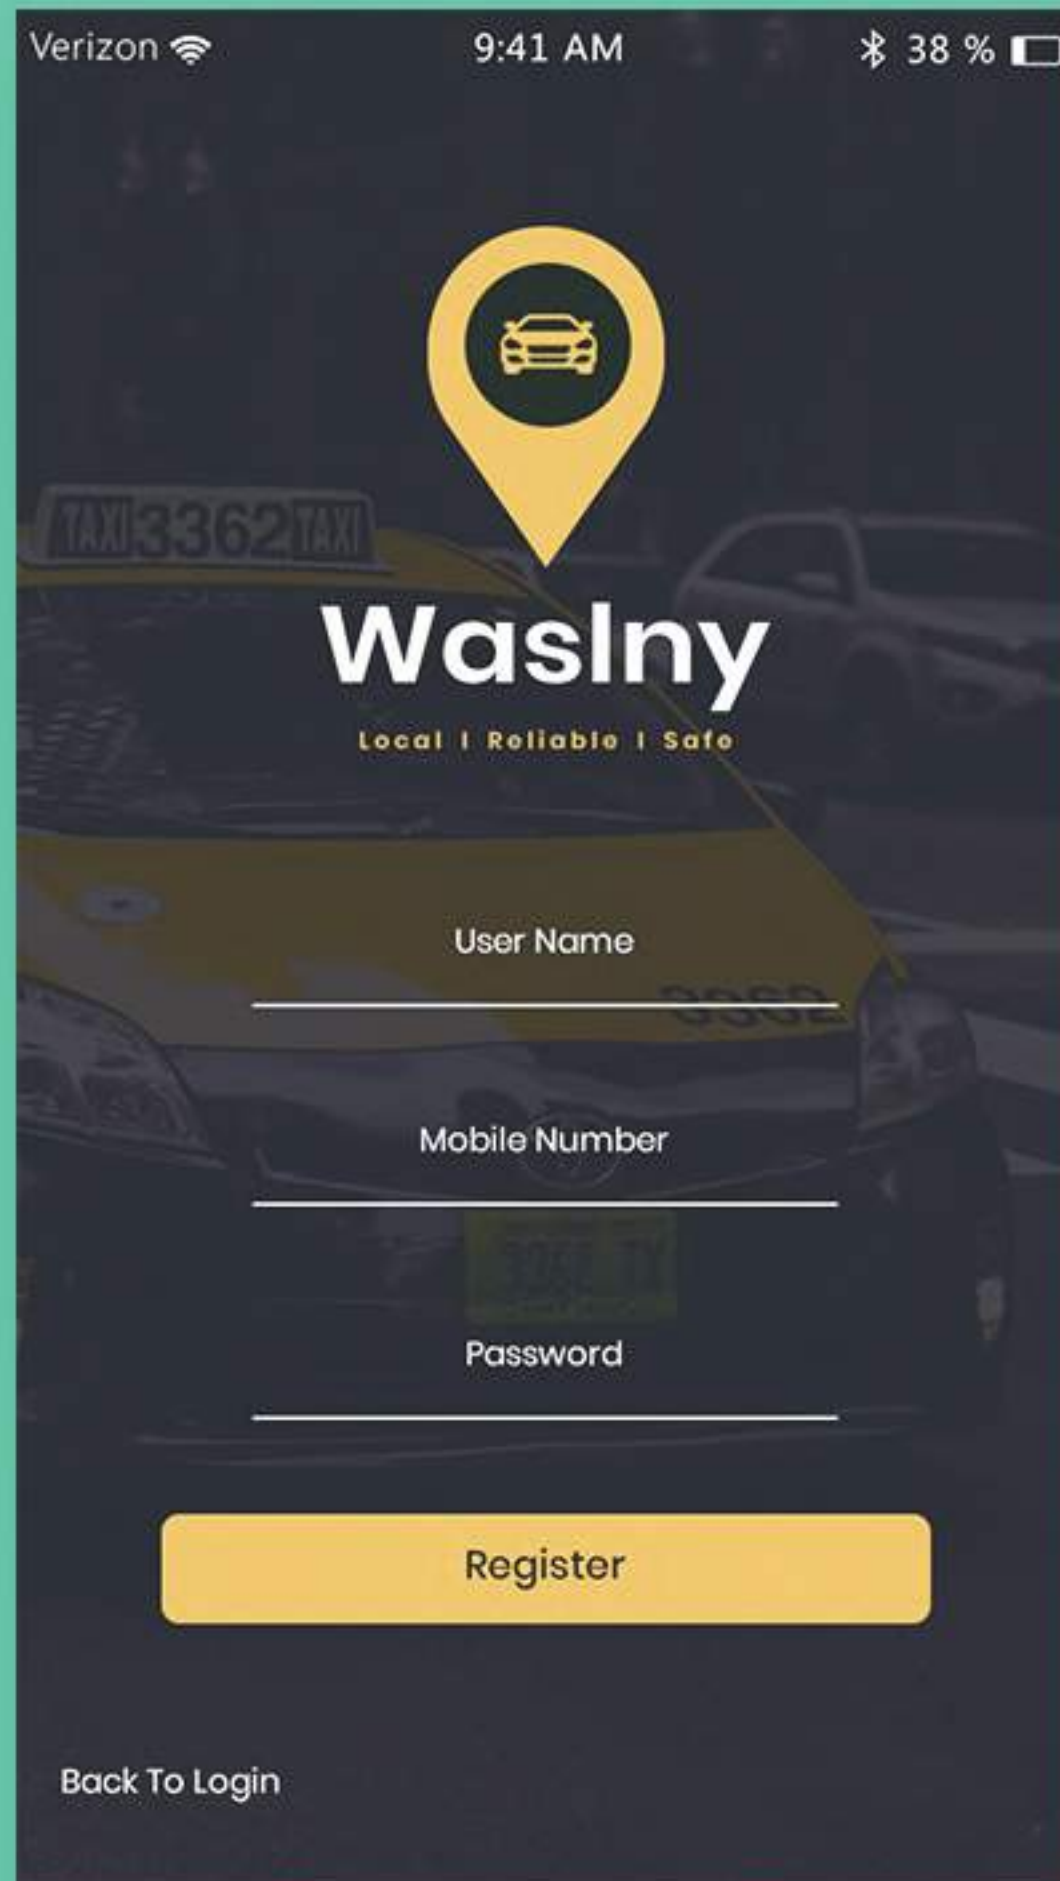 Verizon 9:41 AM 38 %
TAXI 3362 TAXI
Waslny
Local | Reliable | Safe
User Name
3362
Mobile Number
Password
Register
Back To Login